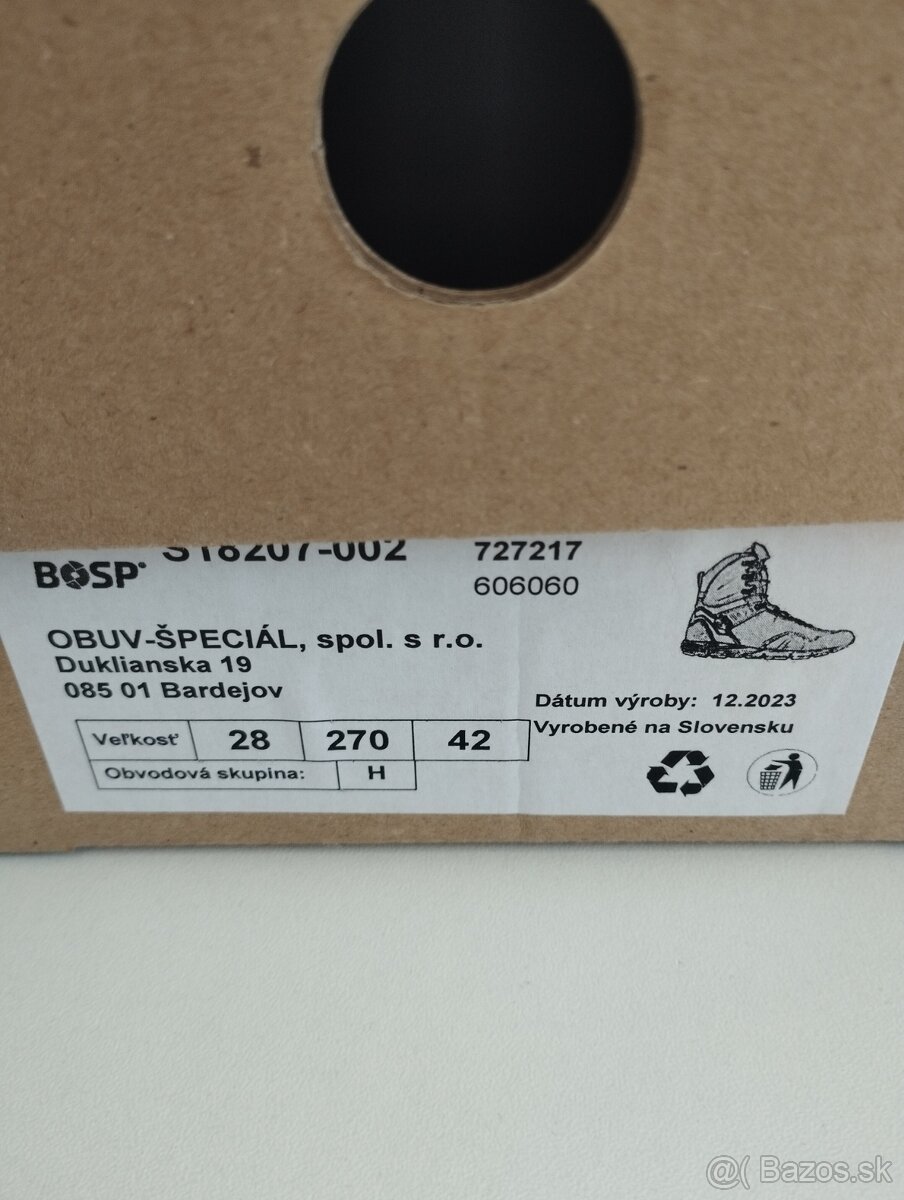 BOSP S18207-002 727217
606060
OBUV-ŠPECIÁL, spol. s r.o.
Duklianska 19
085 01 Bardejov
Dátum výroby: 12.2023
Vyrobené na Slovensku
Veľkosť 28 270 42
Obvodová skupina: H
@( Bazos.sk